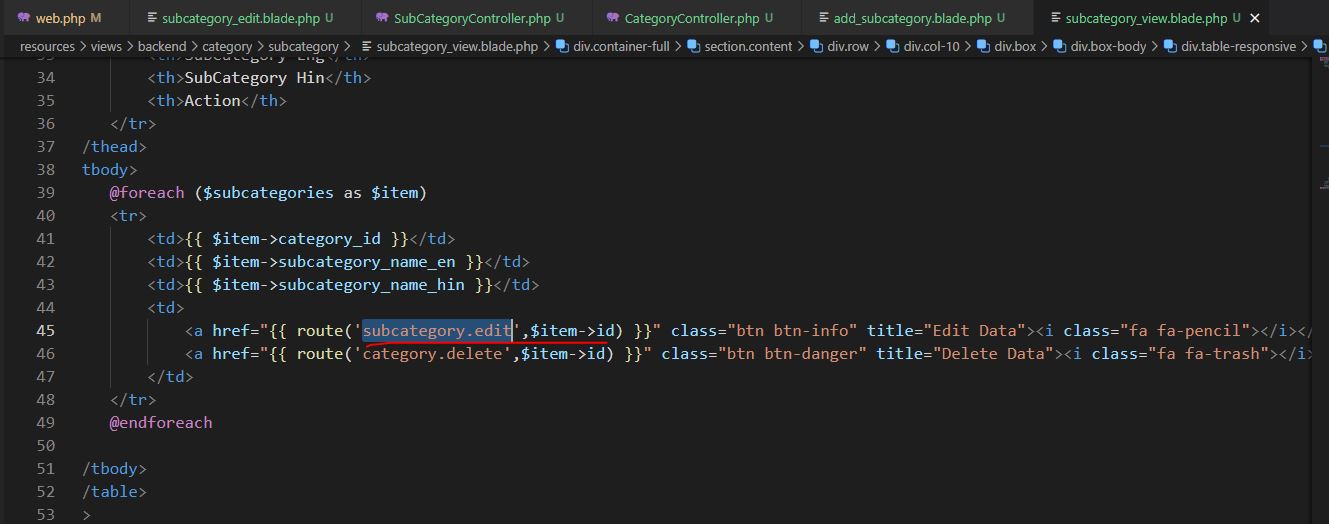 web.php M subcategory_edit.blade.php U SubCategoryController.php U CategoryController.php U add_subcategory.blade.php U subcategory_view.blade.php U
resources > views > backend > category > subcategory > subcategory_view.blade.php > div.container-full > section.content > div.row > div.col-10 > div.box > div.box-body > div.table-responsive >
33 <th>SubCategory Eng</th>
34 <th>SubCategory Hin</th>
35 <th>Action</th>
36 </tr>
37 /thead>
38 tbody>
39 @foreach ($subcategories as $item)
40 <tr>
41 <td>{{ $item->category_id }}</td>
42 <td>{{ $item->subcategory_name_en }}</td>
43 <td>{{ $item->subcategory_name_hin }}</td>
44 <td>
45 <a href="{{ route('subcategory.edit',$item->id) }}" class="btn btn-info" title="Edit Data"><i class="fa fa-pencil"></i></
46 <a href="{{ route('category.delete',$item->id) }}" class="btn btn-danger" title="Delete Data"><i class="fa fa-trash"></i>
47 </td>
48 </tr>
49 @endforeach
50
51 /tbody>
52 /table>
53 >